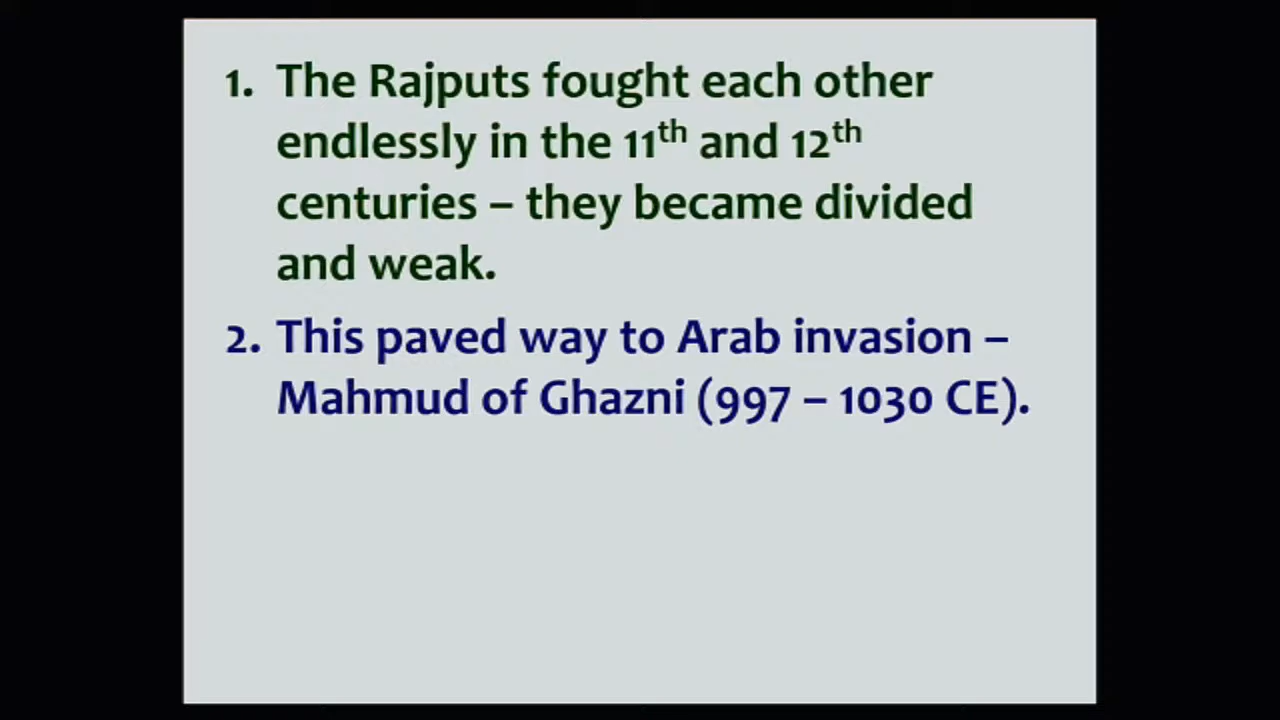 1. The Rajputs fought each other
endlessly in the 11th and 12th
centuries – they became divided
and weak.
2. This paved way to Arab invasion –
Mahmud of Ghazni (997 – 1030 CE).